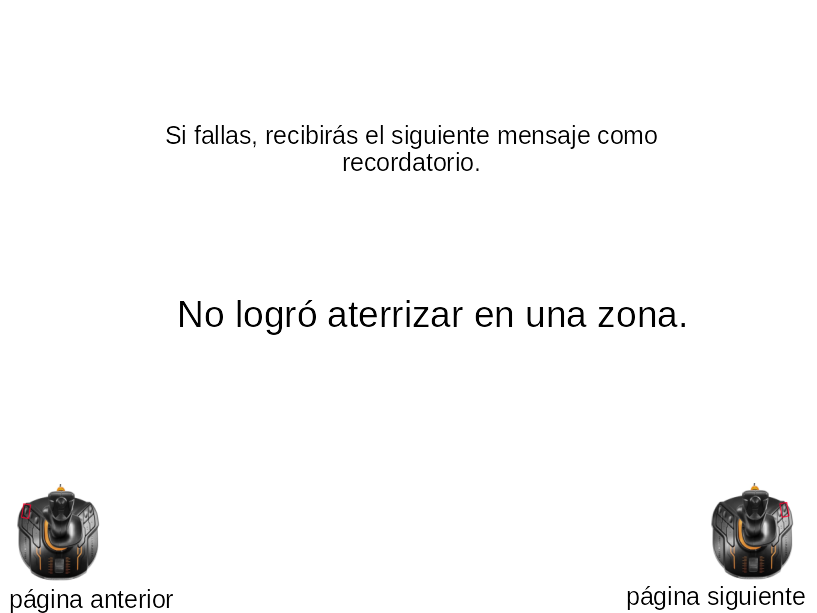 Si fallas, recibirás el siguiente mensaje como
recordatorio.
No logró aterrizar en una zona.
página anterior
página siguiente